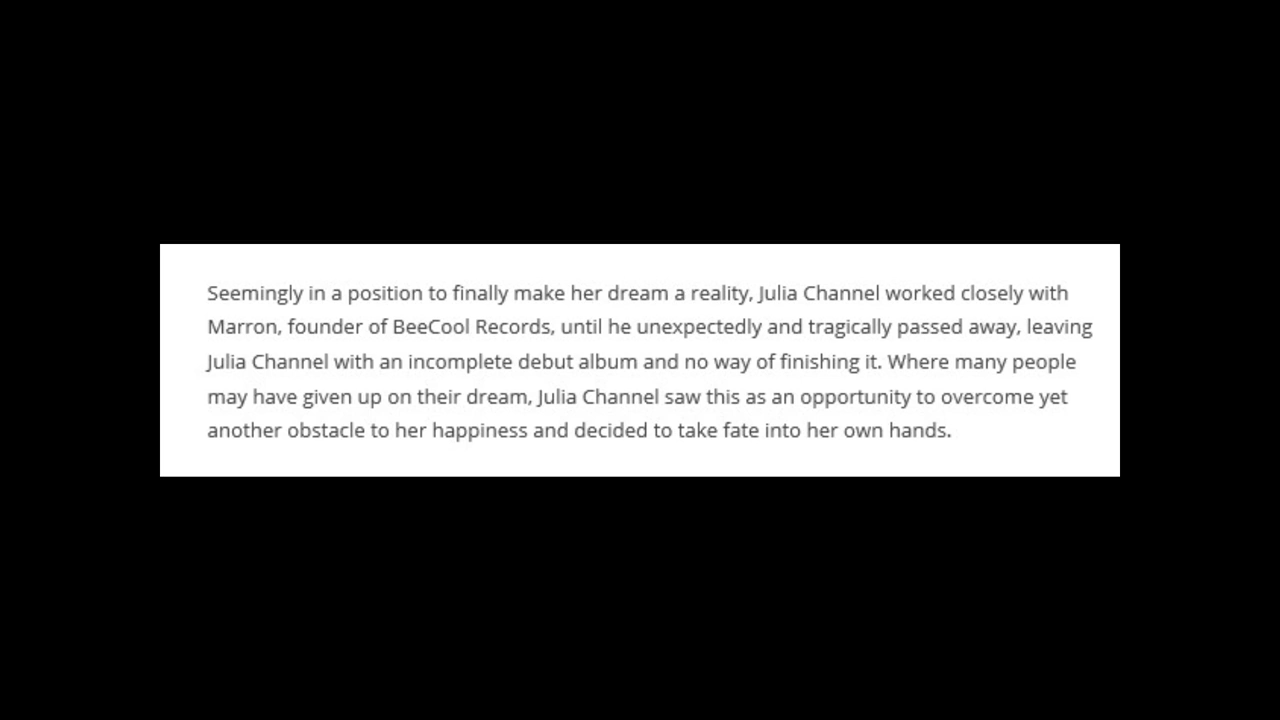 Seemingly in a position to finally make her dream a reality, Julia Channel worked closely with
Marron, founder of BeeCool Records, until he unexpectedly and tragically passed away, leaving
Julia Channel with an incomplete debut album and no way of finishing it. Where many people
may have given up on their dream, Julia Channel saw this as an opportunity to overcome yet
another obstacle to her happiness and decided to take fate into her own hands.